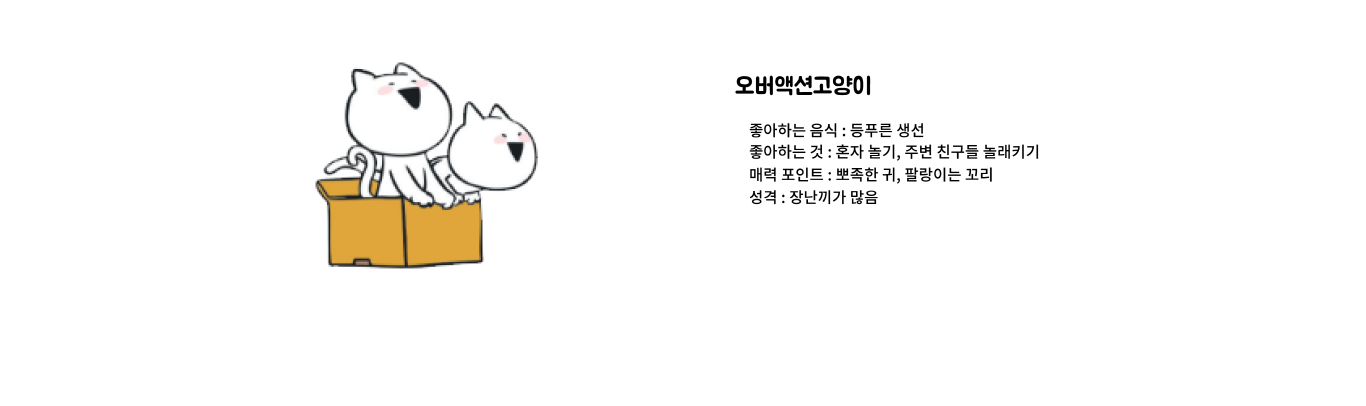 오버액션고양이
좋아하는 음식 : 등푸른 생선
좋아하는 것 : 혼자 놀기, 주변 친구들 놀래키기
매력 포인트 : 뽀족한 귀, 팔랑이는 꼬리
성격 : 장난끼가 많음